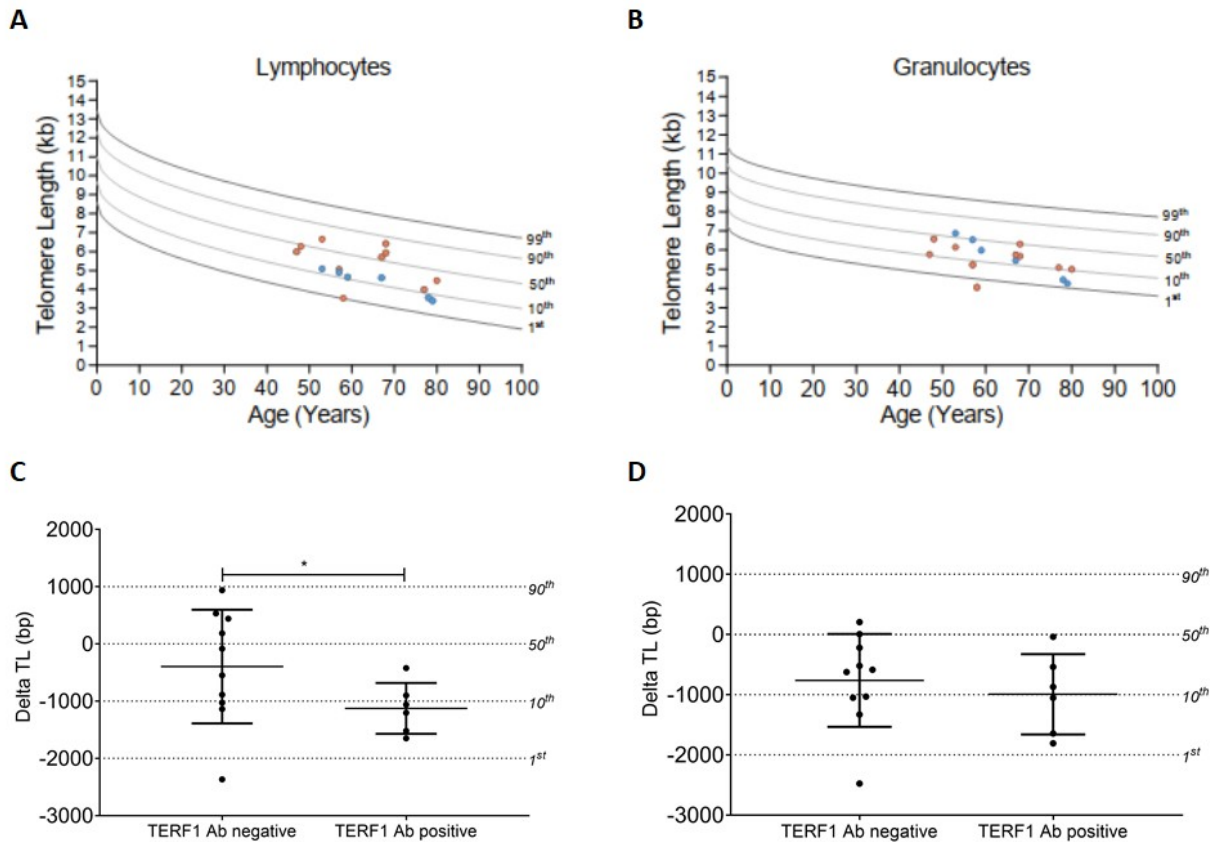 A
Lymphocytes
Telomere Length (kb)
15
14
13
12
11
10
9
8
7
6
5
4
3
2
1
0
99th
90th
50th
10th
1st
0 10 20 30 40 50 60 70 80 90 100
Age (Years)
B
Granulocytes
Telomere Length (kb)
15
14
13
12
11
10
9
8
7
6
5
4
3
2
1
0
99th
90th
50th
10th
1st
0 10 20 30 40 50 60 70 80 90 100
Age (Years)
C
Delta TL (bp)
2000
1000
0
-1000
-2000
-3000
*
90th
50th
10th
1st
TERF1 Ab negative TERF1 Ab positive
D
Delta TL (bp)
2000
1000
0
-1000
-2000
-3000
90th
50th
10th
1st
TERF1 Ab negative TERF1 Ab positive